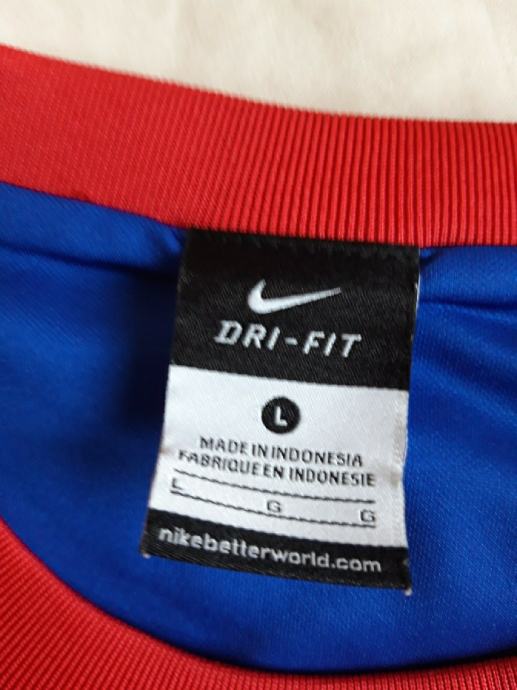 DRI-FIT
L
MADE IN INDONESIA
FABRIQUE EN INDONESIE
L G G
nikebetterworld.com